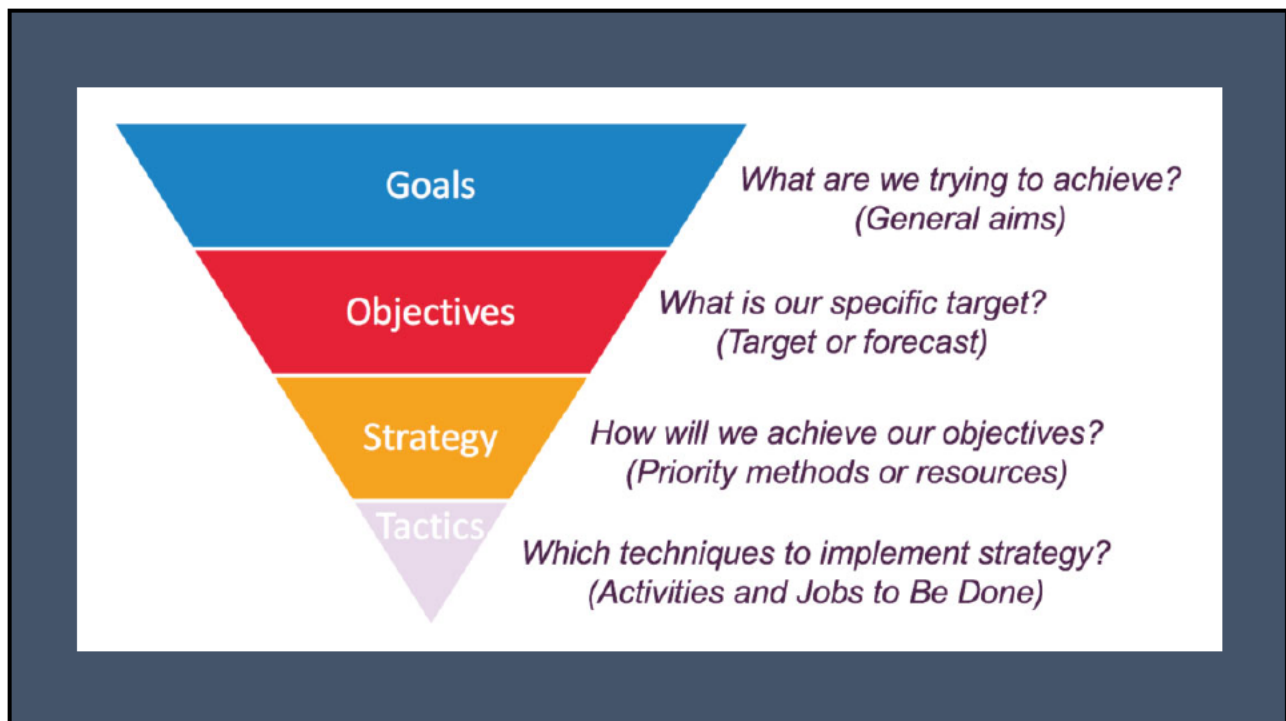 Goals
What are we trying to achieve?
(General aims)
Objectives
What is our specific target?
(Target or forecast)
Strategy
How will we achieve our objectives?
(Priority methods or resources)
Tactics
Which techniques to implement strategy?
(Activities and Jobs to Be Done)